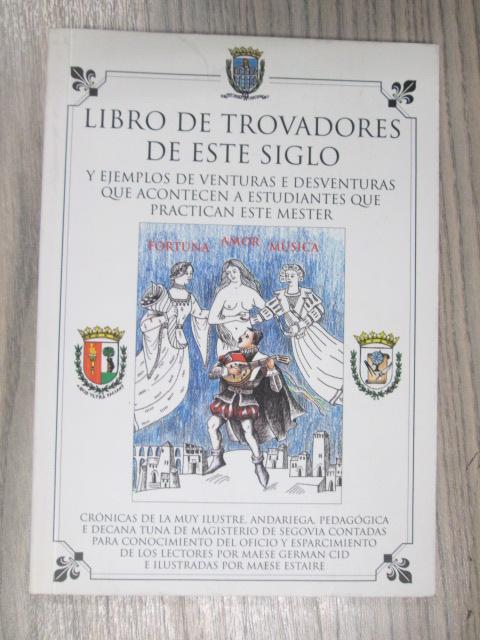 LIBRO DE TROVADORES
DE ESTE SIGLO
Y EJEMPLOS DE VENTURAS E DESVENTURAS
QUE ACONTECEN A ESTUDIANTES QUE
PRACTICAN ESTE MESTER
FORTUNA AMOR MUSICA
CRÓNICAS DE LA MUY ILUSTRE, ANDARIEGA, PEDAGÓGICA
E DECANA TUNA DE MAGISTERIO DE SEGOVIA CONTADAS
PARA CONOCIMIENTO DEL OFICIO Y ESPARCIMIENTO
DE LOS LECTORES POR MAESE GERMAN CID
E ILUSTRADAS POR MAESE ESTAIRE